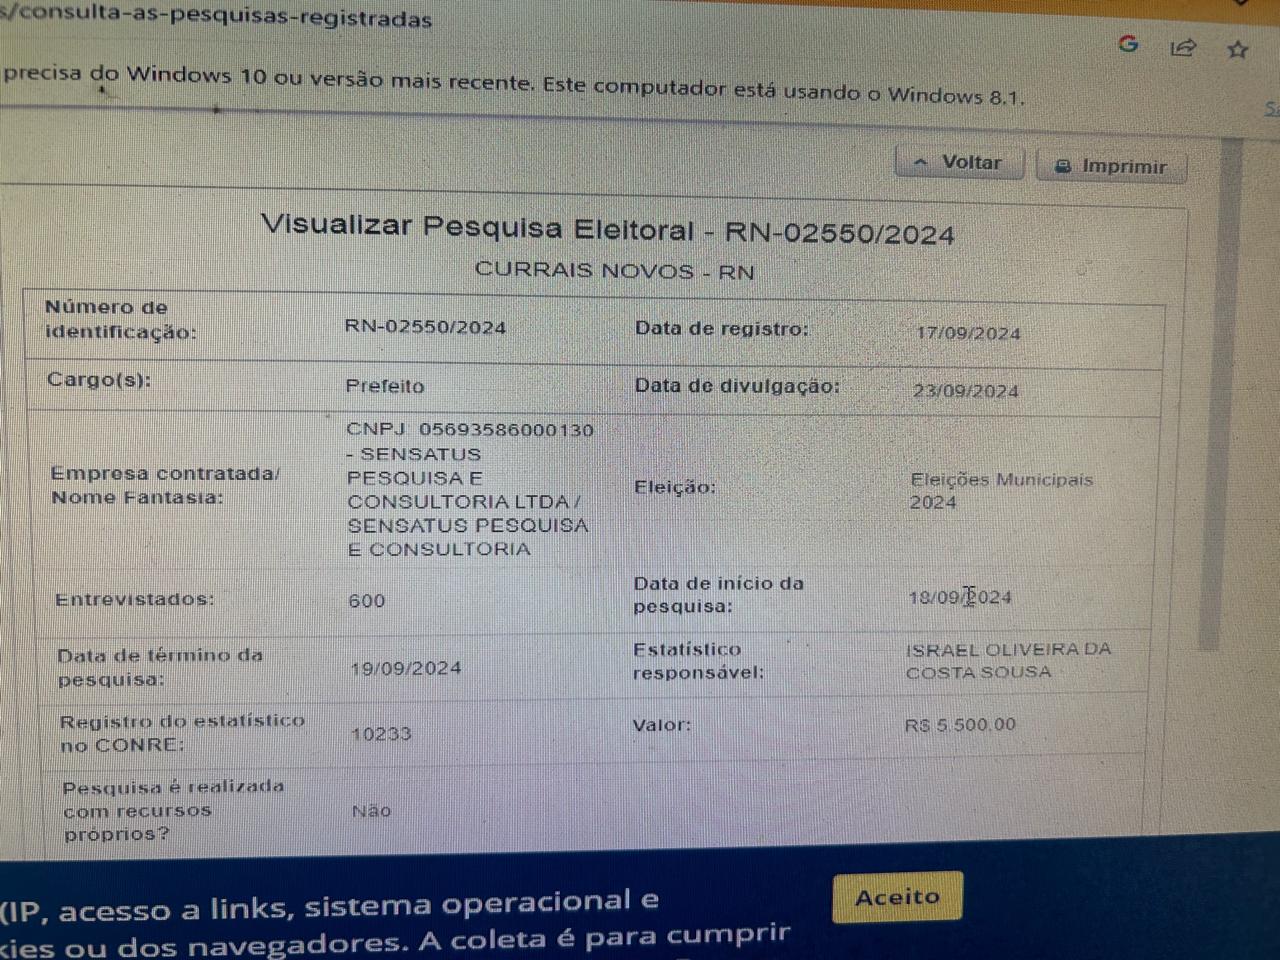 s/consulta-as-pesquisas-registradas
precisa do Windows 10 ou versão mais recente. Este computador está usando o Windows 8.1.
Voltar
Imprimir
Visualizar Pesquisa Eleitoral - RN-02550/2024
CURRAIS NOVOS - RN
Número de
identificação:
RN-02550/2024
Data de registro:
17/09/2024
Cargo(s):
Prefeito
Data de divulgação:
23/09/2024
Empresa contratada/
Nome Fantasia:
CNPJ: 05693586000130
- SENSATUS
PESQUISA E
CONSULTORIA LTDA /
SENSATUS PESQUISA
E CONSULTORIA
Eleição:
Eleições Municipais
2024
Entrevistados:
600
Data de início da
pesquisa:
18/09/2024
Data de término da
pesquisa:
19/09/2024
Estatístico
responsável:
ISRAEL OLIVEIRA DA
COSTA SOUSA
Registro do estatístico
no CONRE:
10233
Valor:
R$ 5.500,00
Pesquisa é realizada
com recursos
próprios?
Não
(IP, acesso a links, sistema operacional e
kies ou dos navegadores. A coleta é para cumprir
Aceito